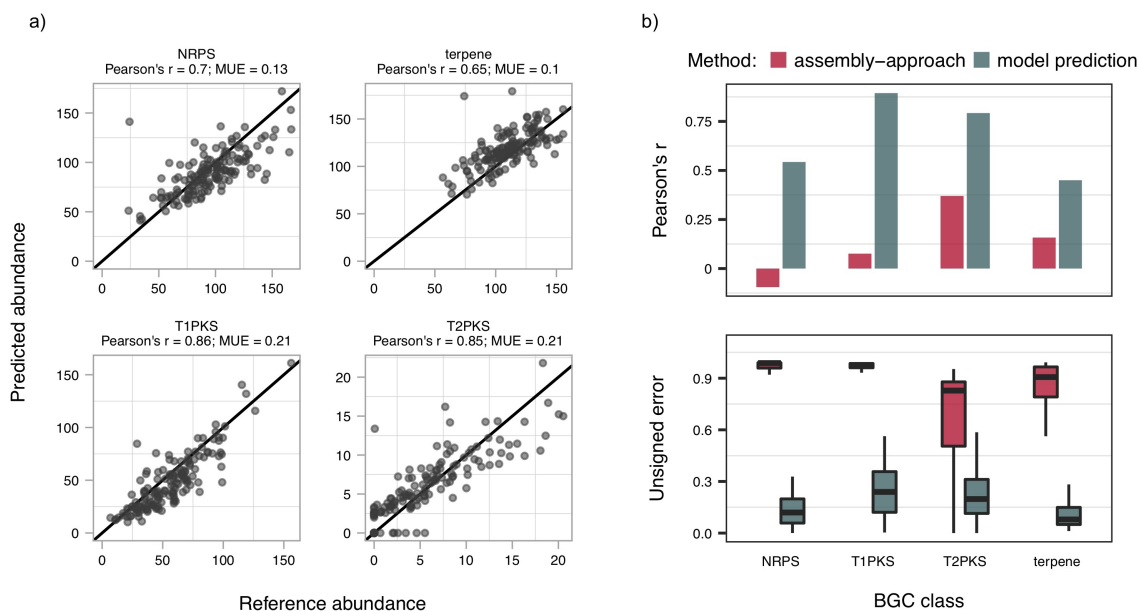 a)
NRPS
Pearson's r = 0.7; MUE = 0.13
150
100
50
0
0 50 100 150
terpene
Pearson's r = 0.65; MUE = 0.1
150
100
50
0
0 50 100 150
T1PKS
Pearson's r = 0.86; MUE = 0.21
150
100
50
0
0 50 100 150
T2PKS
Pearson's r = 0.85; MUE = 0.21
20
15
10
5
0
0 5 10 15 20
Predicted abundance
Reference abundance
b)
Method: assembly−approach model prediction
Pearson's r
0.75
0.5
0.25
0
Unsigned error
0.9
0.6
0.3
0.0
NRPS T1PKS T2PKS terpene
BGC class